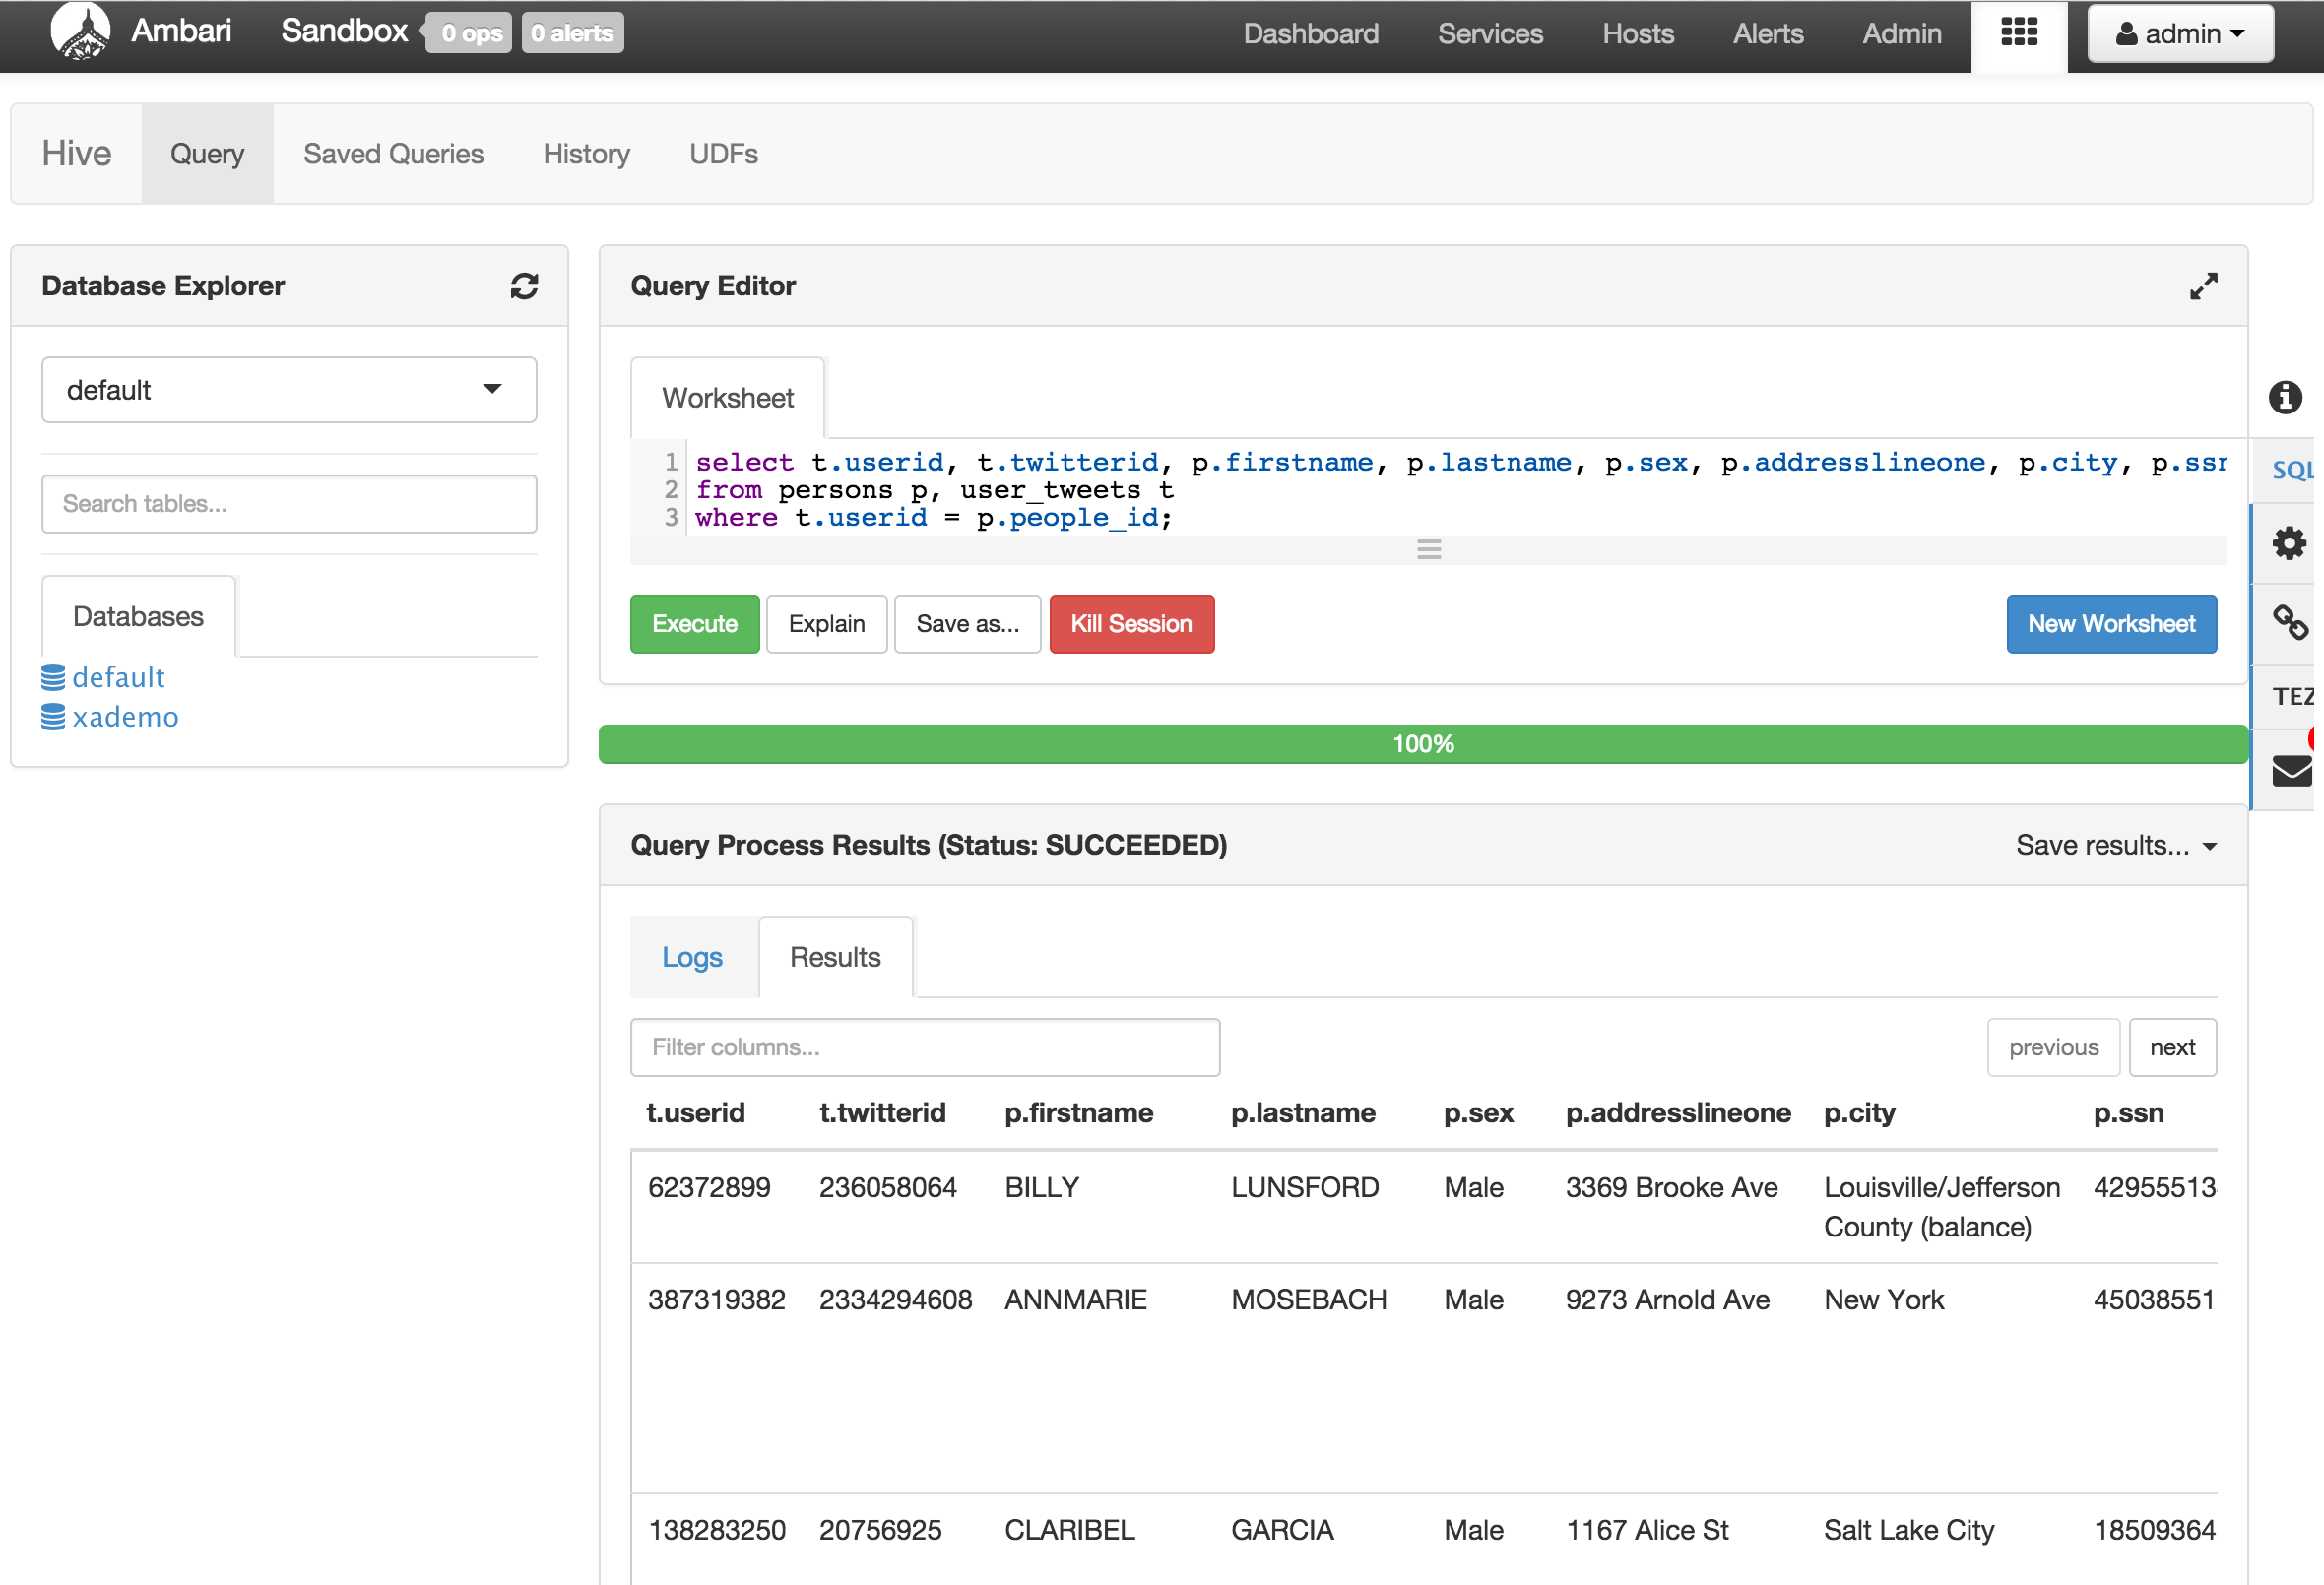 Ambari Sandbox 0 ops 0 alerts Dashboard Services Hosts Alerts Admin admin
Hive Query Saved Queries History UDFs
Database Explorer
default
Search tables...
Databases
default
xademo
Query Editor
Worksheet
1 select t.userid, t.twitterid, p.firstname, p.lastname, p.sex, p.addresslineone, p.city, p.ssn
2 from persons p, user_tweets t
3 where t.userid = p.people_id;
Execute Explain Save as... Kill Session New Worksheet
SQL
TEZ
100%
Query Process Results (Status: SUCCEEDED) Save results...
Logs Results
Filter columns... previous next
t.userid t.twitterid p.firstname p.lastname p.sex p.addresslineone p.city p.ssn
62372899 236058064 BILLY LUNSFORD Male 3369 Brooke Ave Louisville/Jefferson 42955513
County (balance)
387319382 2334294608 ANNMARIE MOSEBACH Male 9273 Arnold Ave New York 45038551
138283250 20756925 CLARIBEL GARCIA Male 1167 Alice St Salt Lake City 18509364